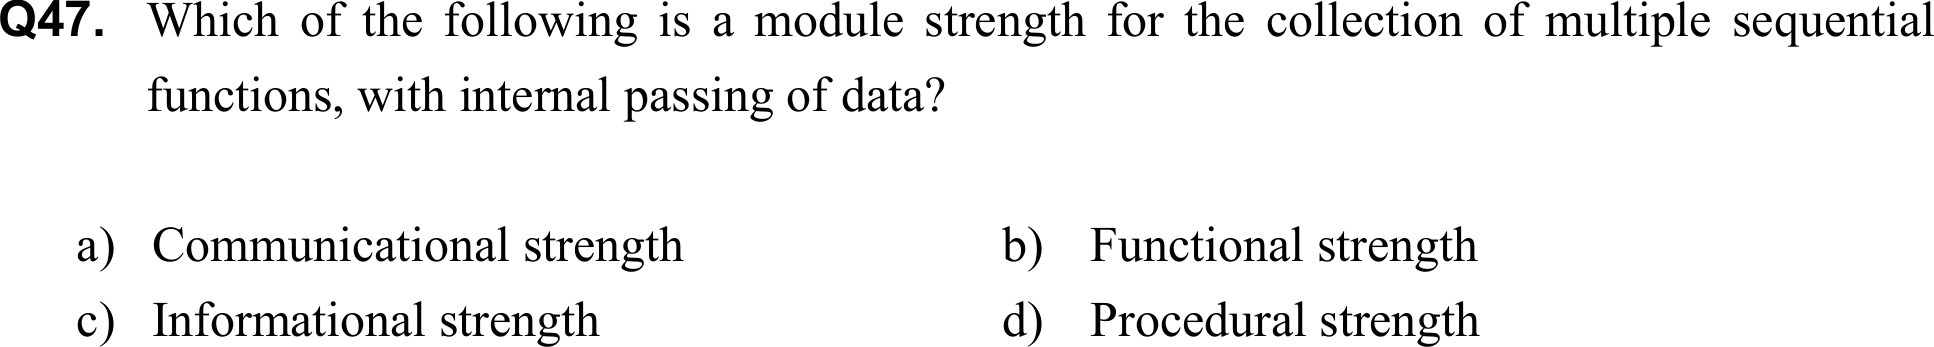 Q47. Which of the following is a module strength for the collection of multiple sequential
functions, with internal passing of data?
a) Communicational strength b) Functional strength
c) Informational strength d) Procedural strength